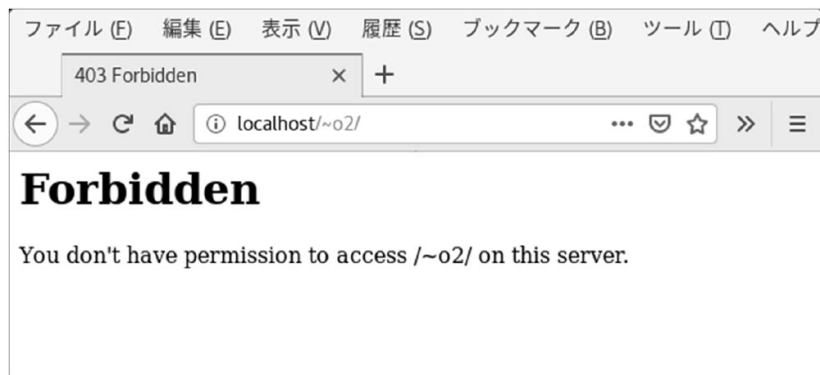 ファイル (F) 編集 (E) 表示 (V) 履歴 (S) ブックマーク (B) ツール (T) ヘルプ
403 Forbidden
localhost/~o2/
Forbidden
You don't have permission to access /~o2/ on this server.